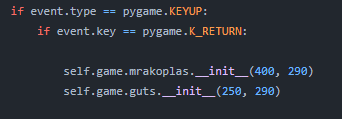 if event.type == pygame.KEYUP:
if event.key == pygame.K_RETURN:
self.game.mrakoplas.__init__(400, 290)
self.game.guts.__init__(250, 290)